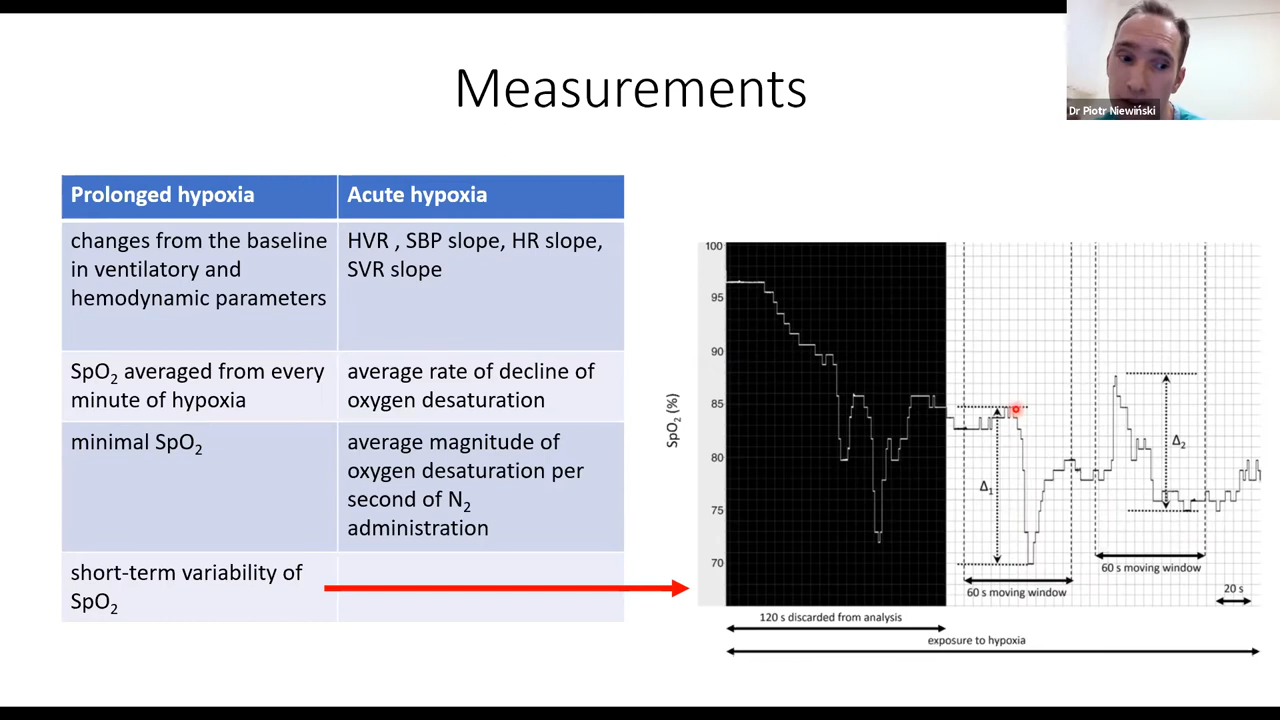 Measurements
Dr Piotr Niewiński
Prolonged hypoxia
Acute hypoxia
changes from the baseline
in ventilatory and
hemodynamic parameters
HVR , SBP slope, HR slope,
SVR slope
SpO₂ averaged from every
minute of hypoxia
average rate of decline of
oxygen desaturation
minimal SpO₂
average magnitude of
oxygen desaturation per
second of N₂
administration
short-term variability of
SpO₂
SpO₂ (%)
100
95
90
85
80
75
70
Δ₁
Δ₂
60 s moving window
60 s moving window
20 s
120 s discarded from analysis
exposure to hypoxia